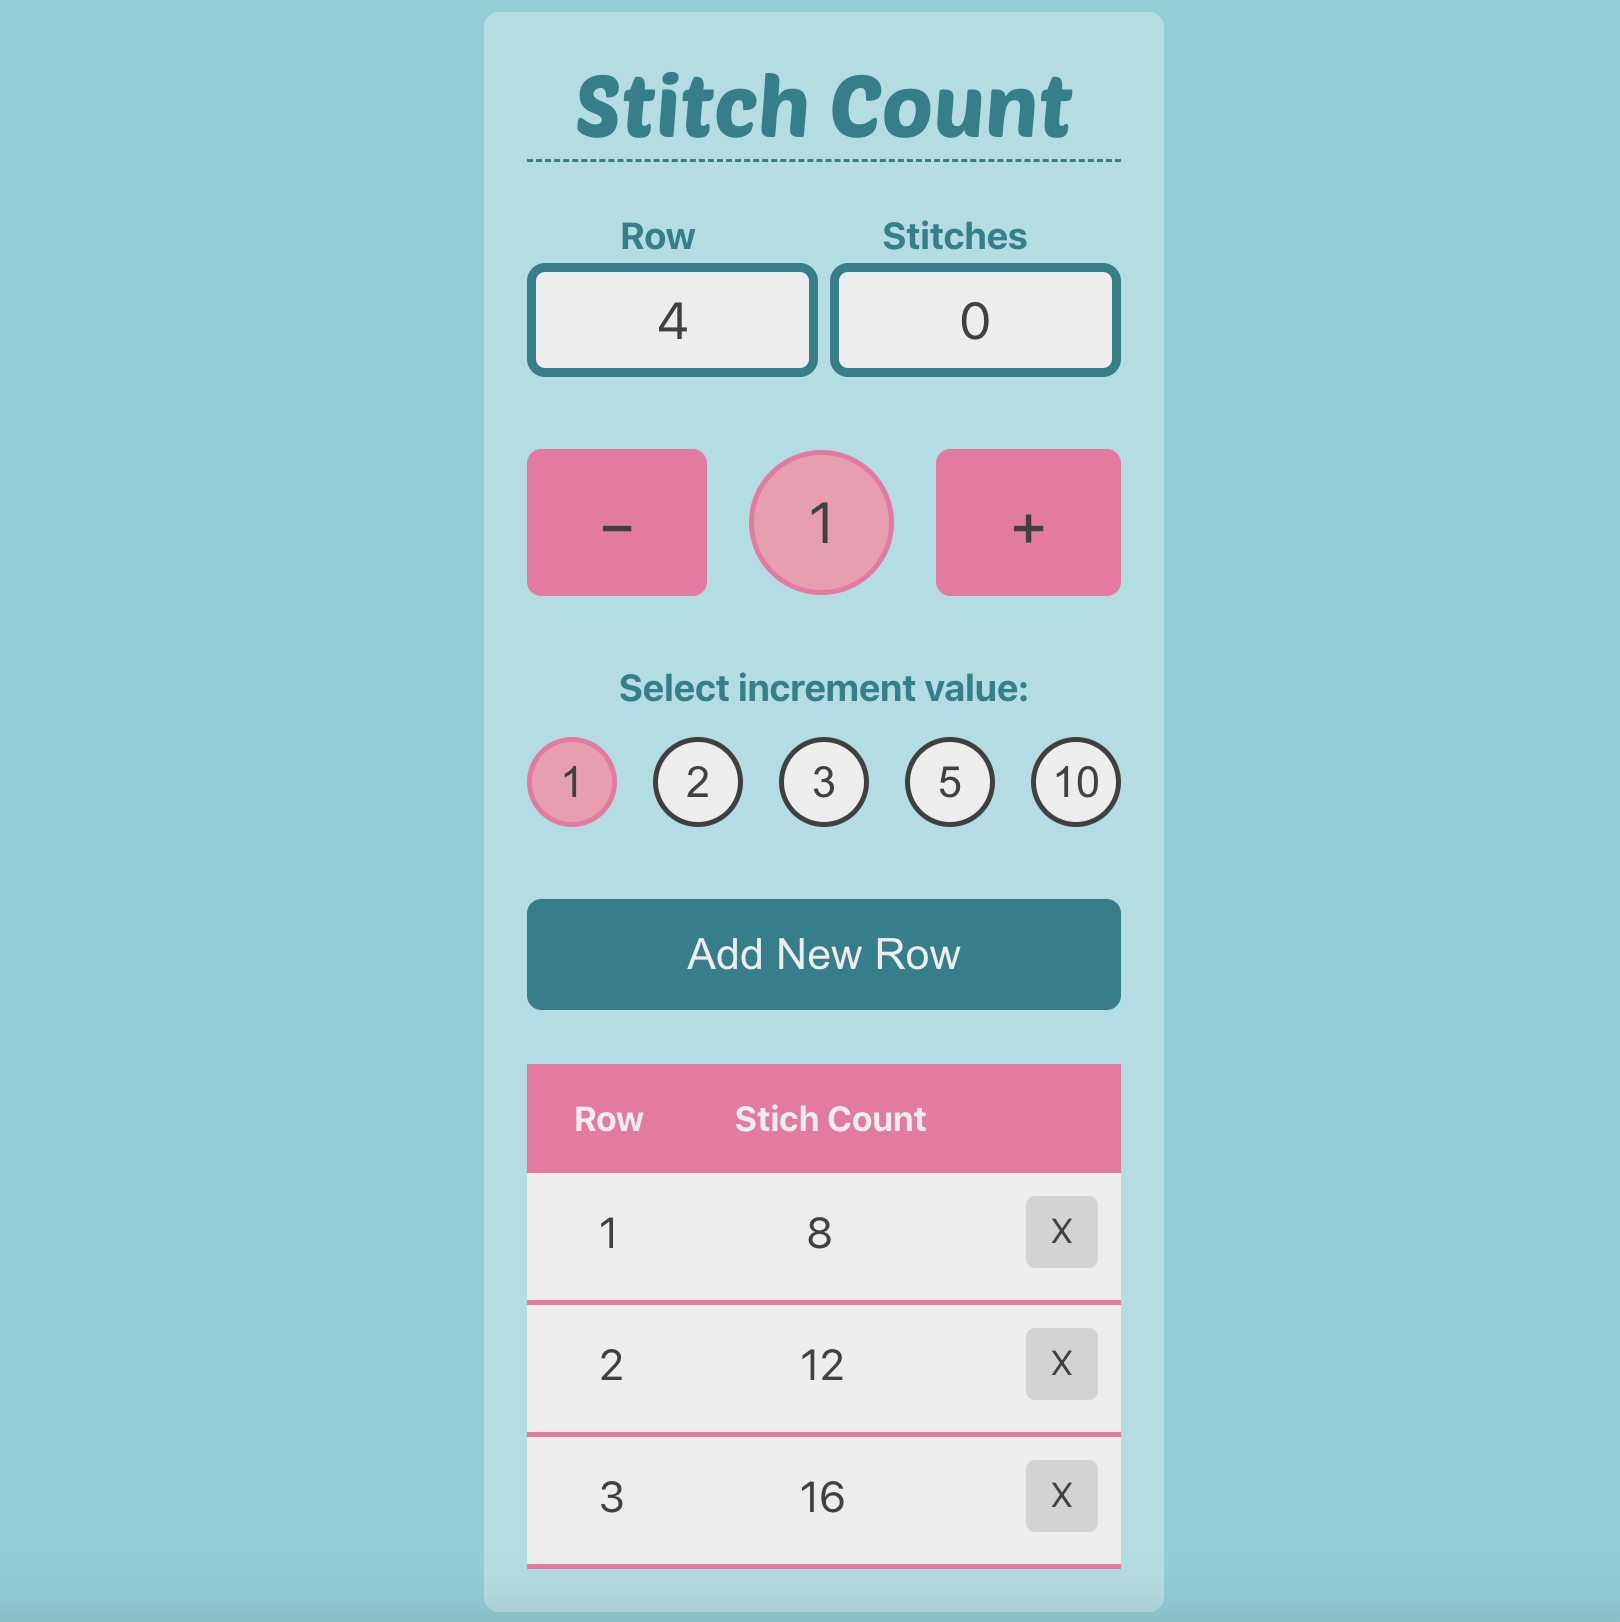 Stitch Count
Row Stitches
4 0
– 1 +
Select increment value:
1 2 3 5 10
Add New Row
Row Stich Count
1 8 X
2 12 X
3 16 X